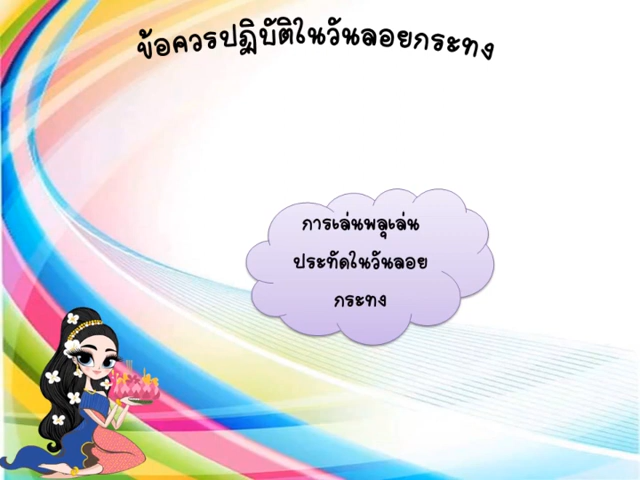 ข้อควรปฏิบัติในวันลอยกระทง
การเล่นพลุเล่น
ประทัดในวันลอย
กระทง